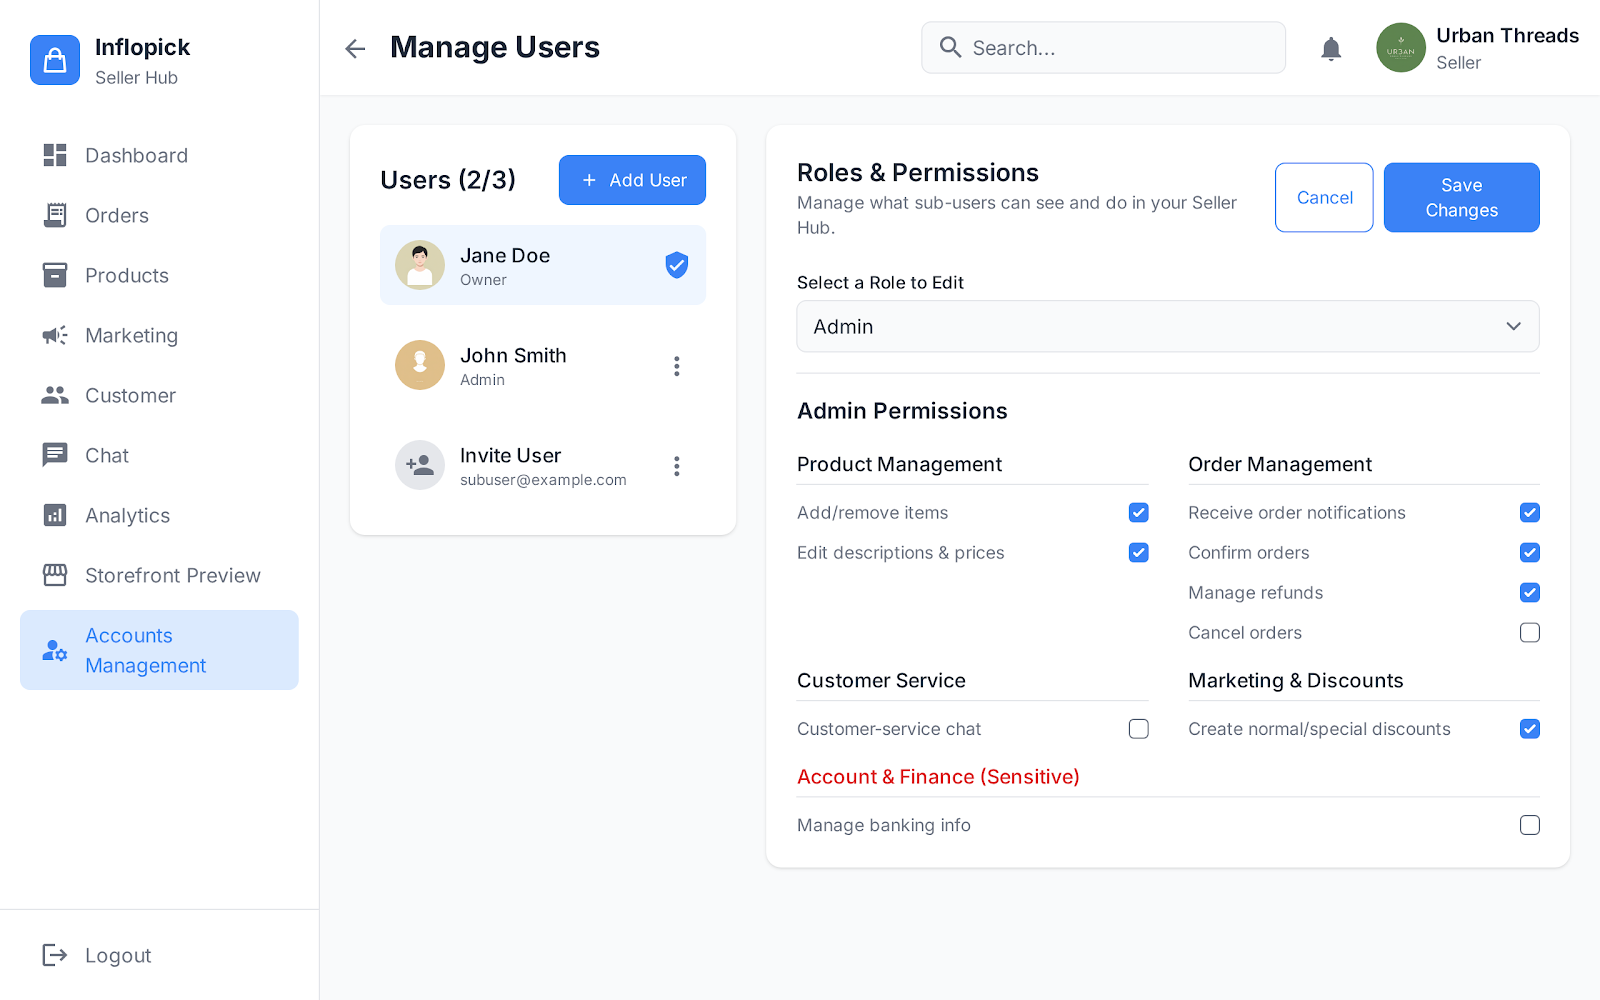 Inflopick
Seller Hub
Dashboard
Orders
Products
Marketing
Customer
Chat
Analytics
Storefront Preview
Accounts
Management
Logout
Manage Users
Search...
URBAN
Urban Threads
Seller
Users (2/3)
+ Add User
Jane Doe
Owner
John Smith
Admin
Invite User
subuser@example.com
Roles & Permissions
Manage what sub-users can see and do in your Seller
Hub.
Cancel
Save
Changes
Select a Role to Edit
Admin
Admin Permissions
Product Management
Add/remove items
Edit descriptions & prices
Order Management
Receive order notifications
Confirm orders
Manage refunds
Cancel orders
Customer Service
Customer-service chat
Marketing & Discounts
Create normal/special discounts
Account & Finance (Sensitive)
Manage banking info